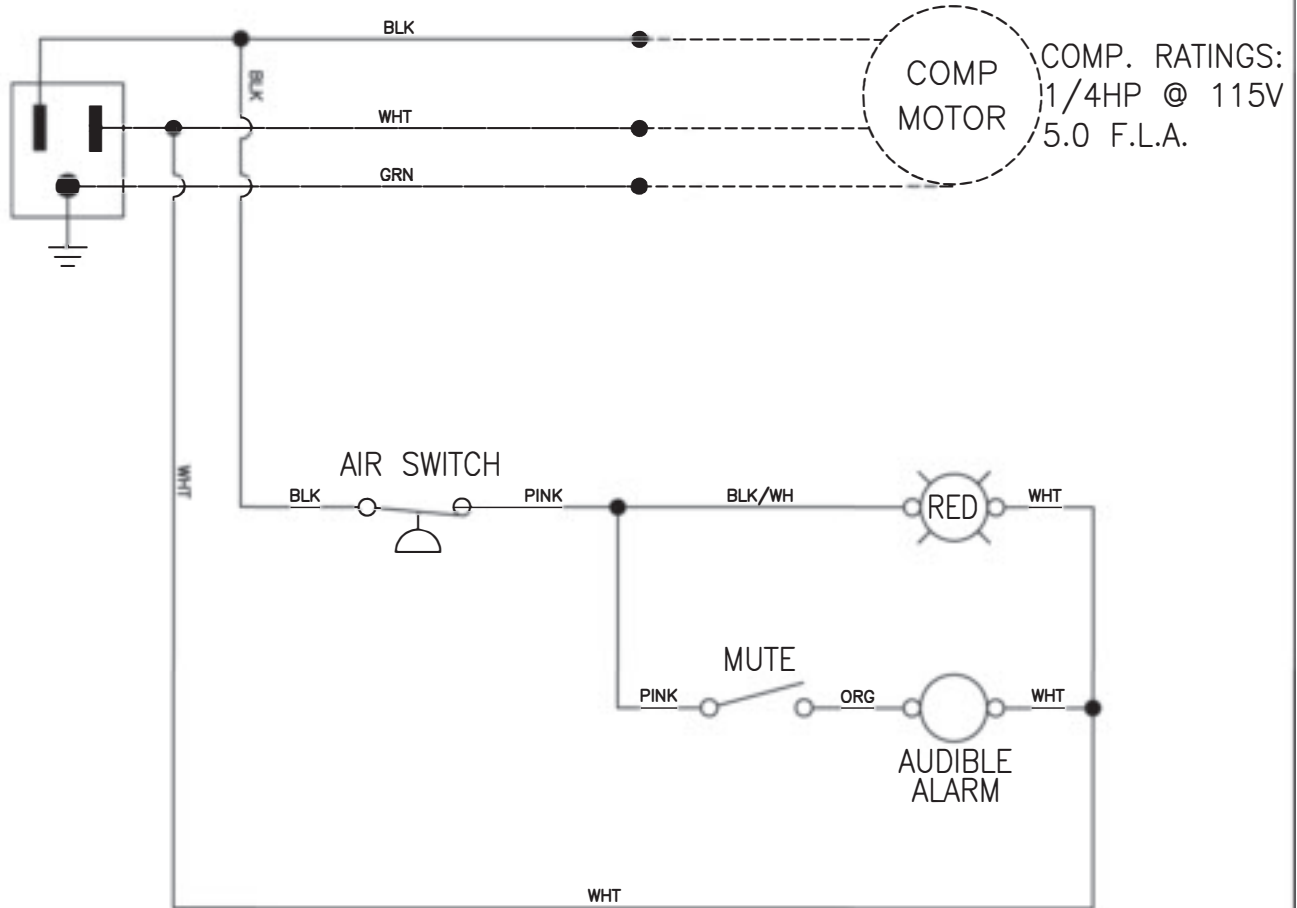 BLK
COMP
MOTOR
COMP. RATINGS:
1/4HP @ 115V
5.0 F.L.A.
BLK
WHT
GRN
AIR SWITCH
WHT
BLK
PINK
BLK/WH
RED
WHT
MUTE
PINK
ORG
WHT
AUDIBLE
ALARM
WHT